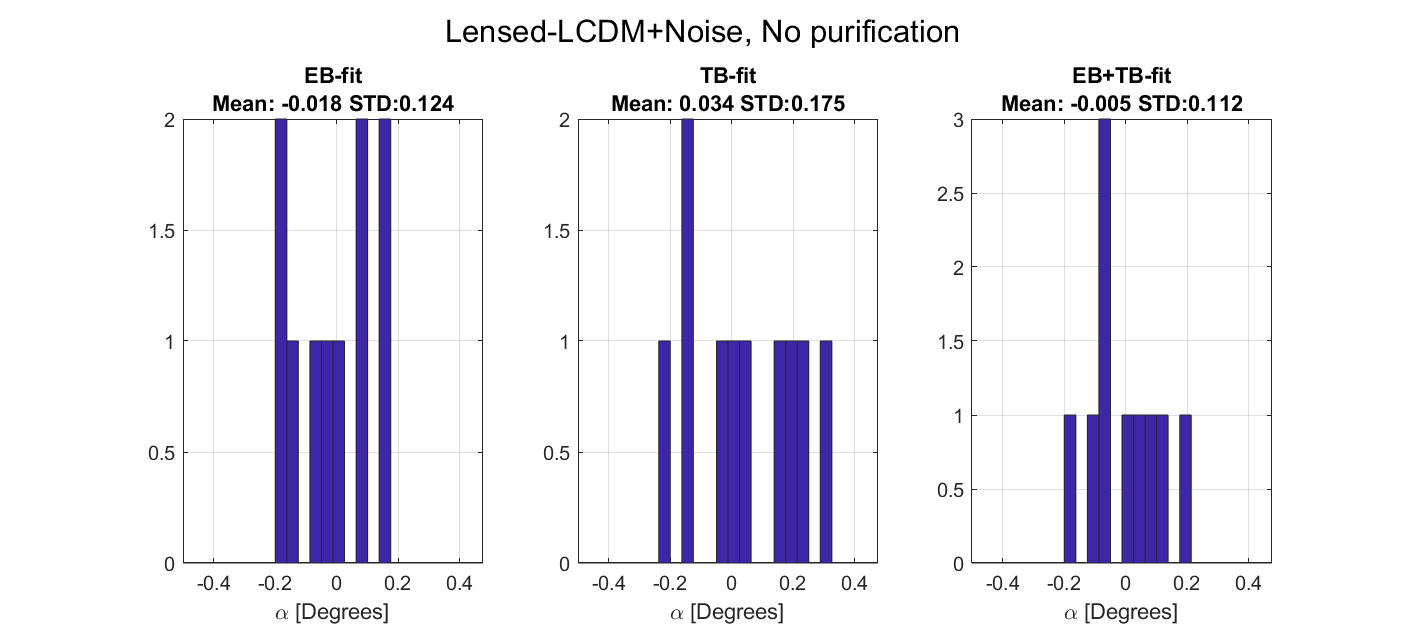 Lensed-LCDM+Noise, No purification
EB-fit
Mean: -0.018 STD:0.124
2
1.5
1
0.5
0
-0.4 -0.2 0 0.2 0.4
α [Degrees]
TB-fit
Mean: 0.034 STD:0.175
2
1.5
1
0.5
0
-0.4 -0.2 0 0.2 0.4
α [Degrees]
EB+TB-fit
Mean: -0.005 STD:0.112
3
2.5
2
1.5
1
0.5
0
-0.4 -0.2 0 0.2 0.4
α [Degrees]